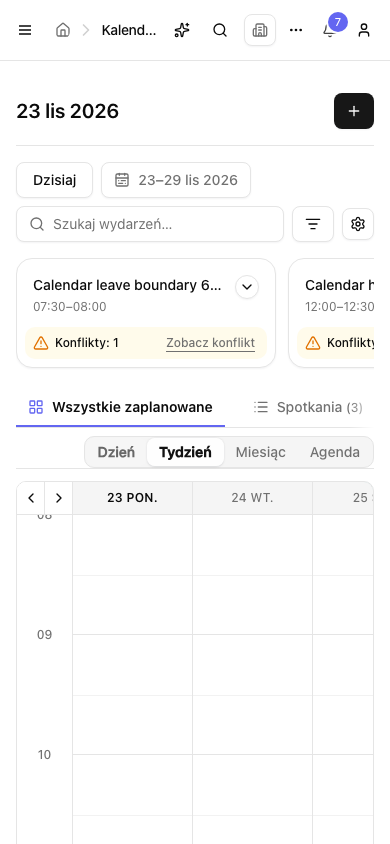 Kalend...
7
23 lis 2026
Dzisiaj
23–29 lis 2026
Szukaj wydarzeń...
Calendar leave boundary 6...
07:30–08:00
Konflikty: 1
Zobacz konflikt
Calendar h
12:00–12:30
Konflikty
Wszystkie zaplanowane
Spotkania (3)
Dzień
Tydzień
Miesiąc
Agenda
23 PON.
24 WT.
25
08
09
10